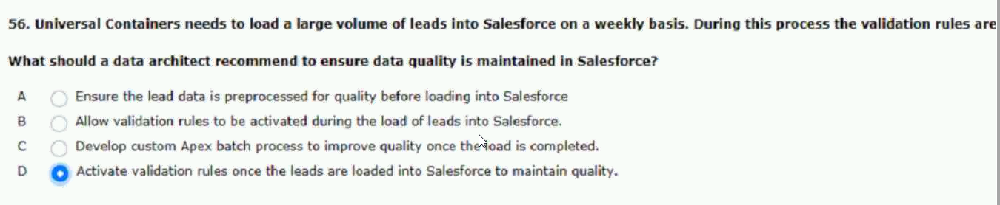 56. Universal Containers needs to load a large volume of leads into Salesforce on a weekly basis. During this process the validation rules are
What should a data architect recommend to ensure data quality is maintained in Salesforce?
A Ensure the lead data is preprocessed for quality before loading into Salesforce
B Allow validation rules to be activated during the load of leads into Salesforce.
C Develop custom Apex batch process to improve quality once the load is completed.
D Activate validation rules once the leads are loaded into Salesforce to maintain quality.